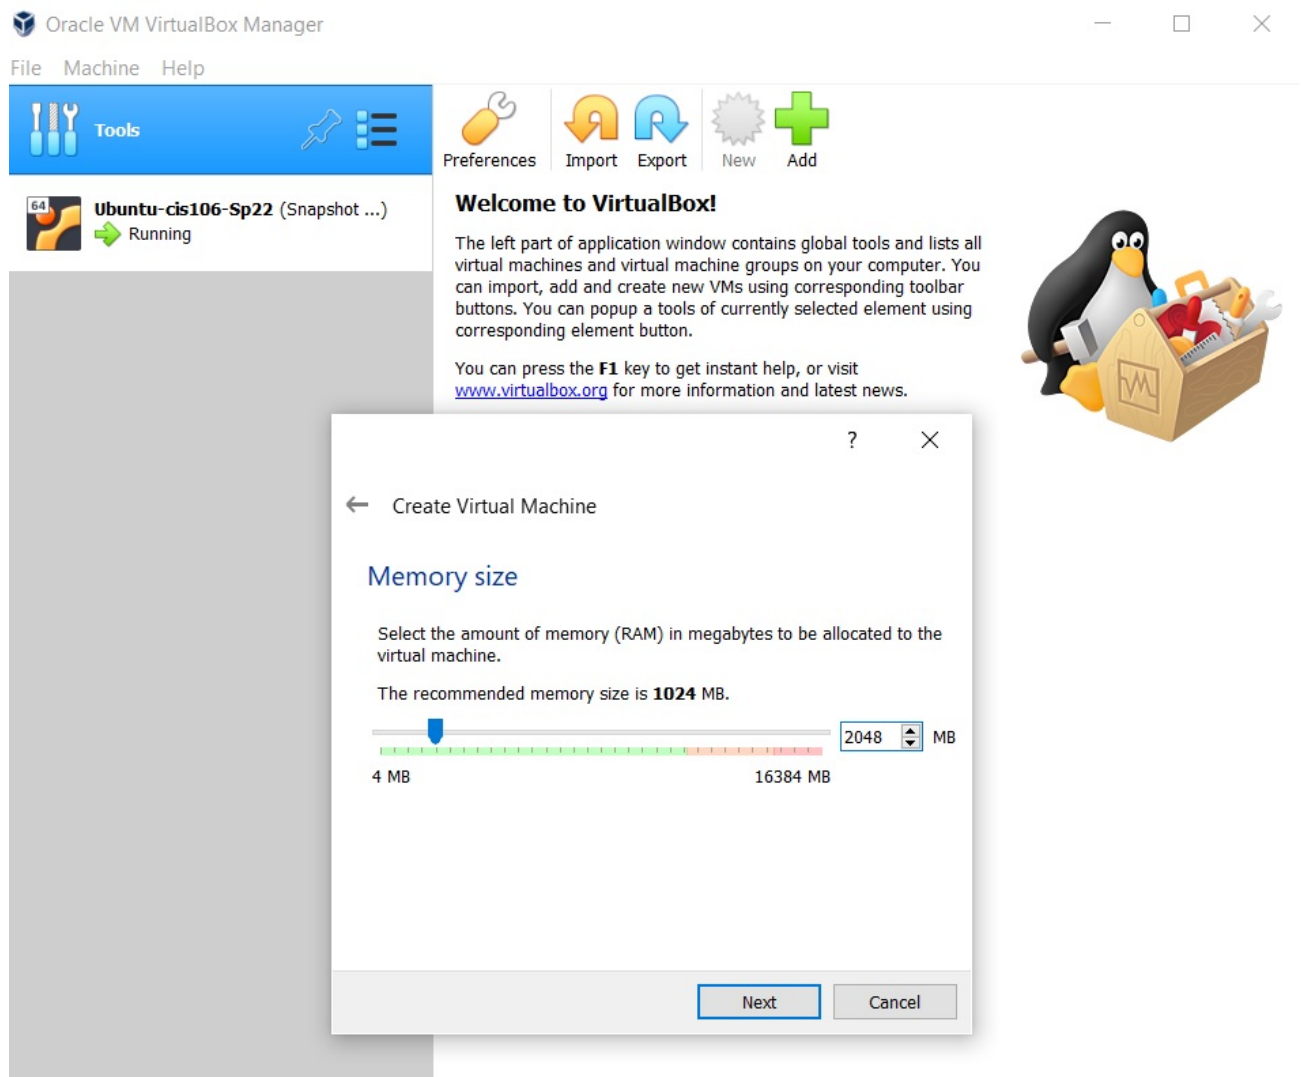 Oracle VM VirtualBox Manager
File Machine Help
Tools
Preferences Import Export New Add
64
Ubuntu-cis106-Sp22 (Snapshot ...)
Running
Welcome to VirtualBox!
The left part of application window contains global tools and lists all
virtual machines and virtual machine groups on your computer. You
can import, add and create new VMs using corresponding toolbar
buttons. You can popup a tools of currently selected element using
corresponding element button.
You can press the F1 key to get instant help, or visit
www.virtualbox.org for more information and latest news.
?
Create Virtual Machine
Memory size
Select the amount of memory (RAM) in megabytes to be allocated to the
virtual machine.
The recommended memory size is 1024 MB.
2048 MB
4 MB 16384 MB
Next Cancel